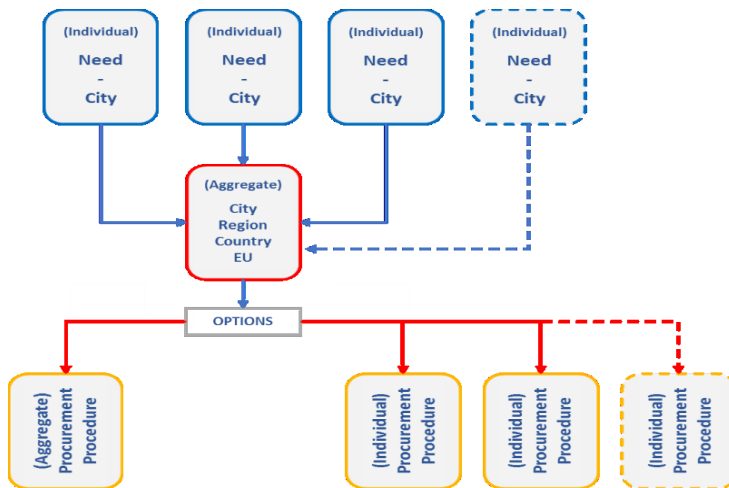 (Individual)
Need
-
City
(Individual)
Need
-
City
(Individual)
Need
-
City
(Individual)
Need
-
City
(Aggregate)
City
Region
Country
EU
OPTIONS
(Aggregate)
Procurement
Procedure
(Individual)
Procurement
Procedure
(Individual)
Procurement
Procedure
(Individual)
Procurement
Procedure